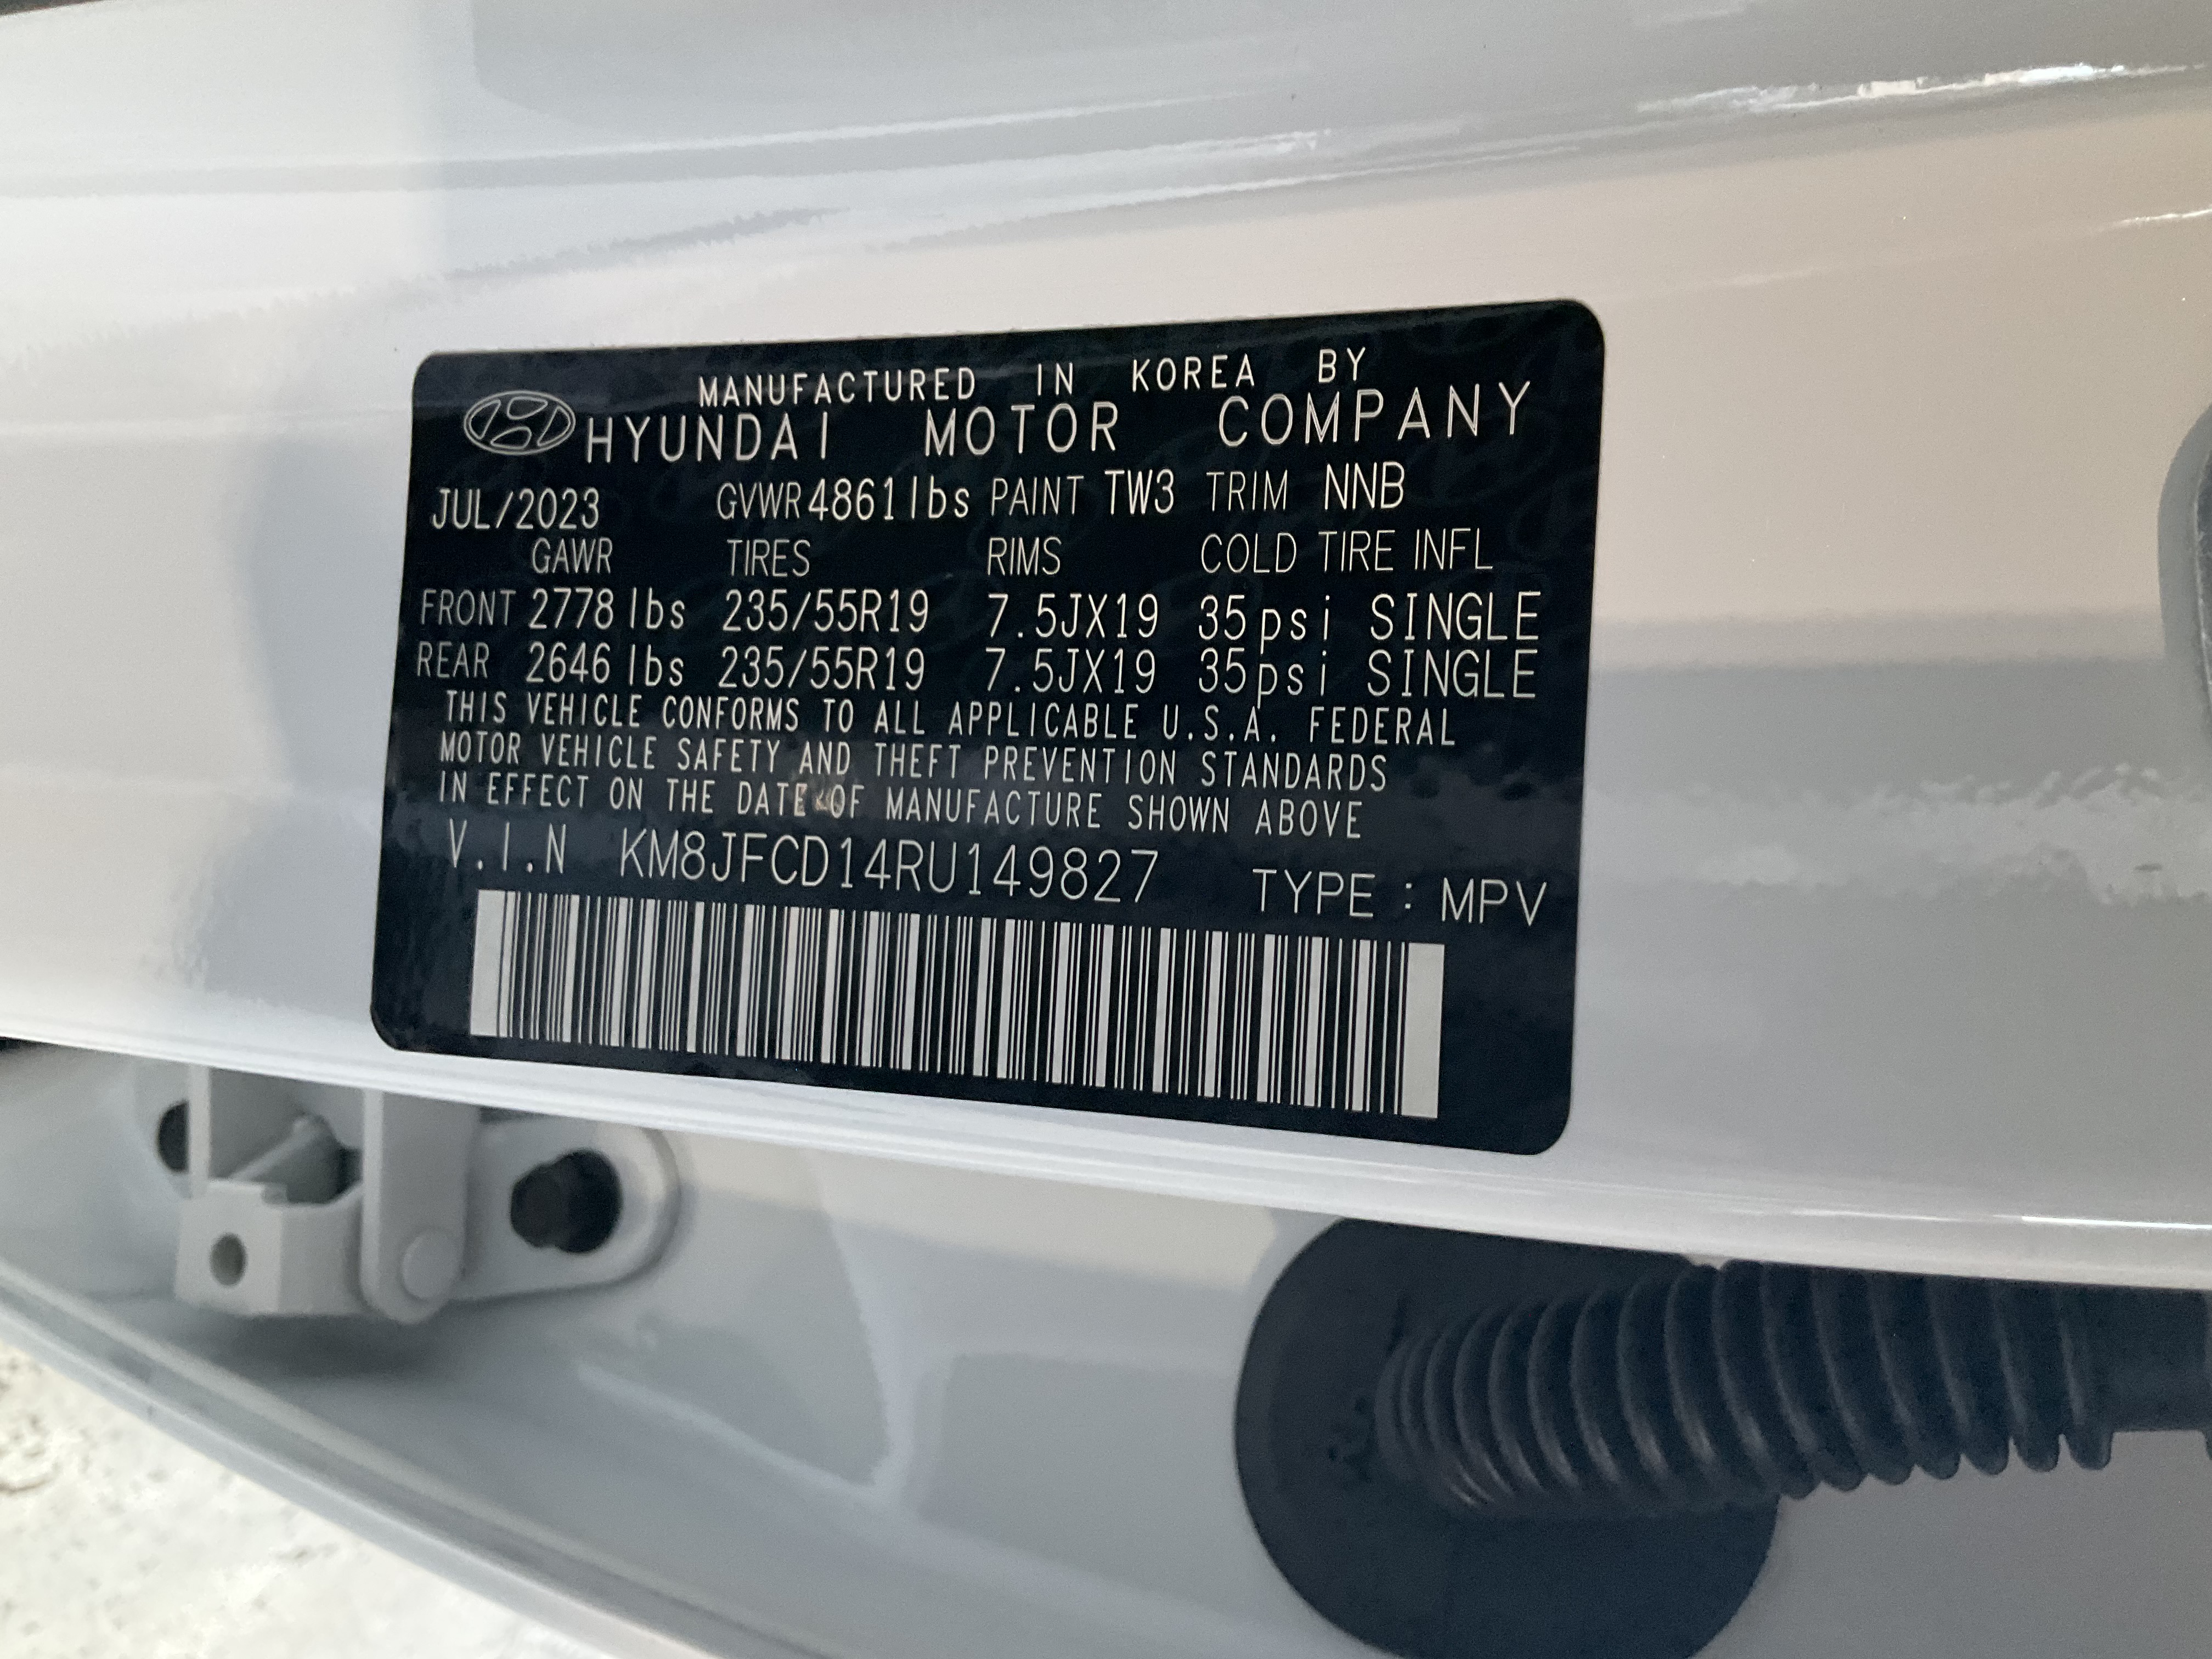 MANUFACTURED IN KOREA BY
HYUNDAI MOTOR COMPANY
JUL/2023 GVWR 4861lbs PAINT TW3 TRIM NNB
GAWR TIRES RIMS COLD TIRE INFL
FRONT 2778 lbs 235/55R19 7.5JX19 35psi SINGLE
REAR 2646 lbs 235/55R19 7.5JX19 35psi SINGLE
THIS VEHICLE CONFORMS TO ALL APPLICABLE U.S.A. FEDERAL
MOTOR VEHICLE SAFETY AND THEFT PREVENTION STANDARDS
IN EFFECT ON THE DATE OF MANUFACTURE SHOWN ABOVE
V.I.N KM8JFCD14RU149827 TYPE : MPV